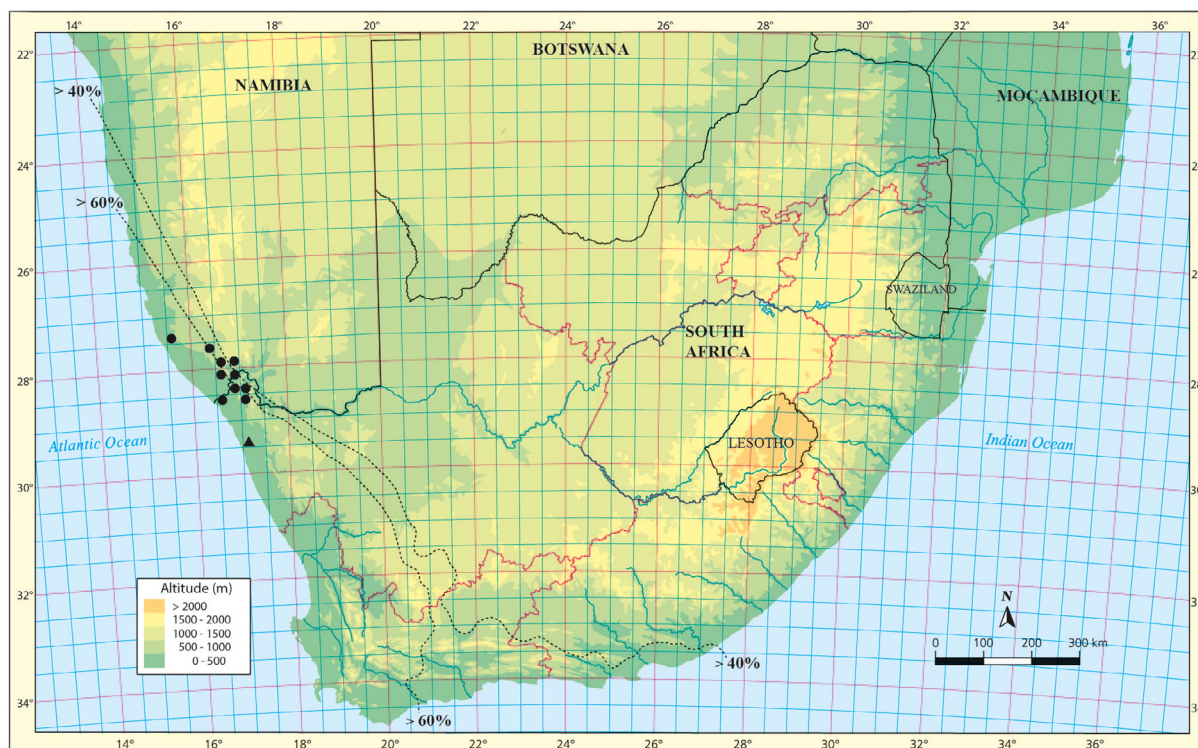 14° 16° 18° 20° 22° 24° 26° 28° 30° 32° 34° 36°
22°
BOTSWANA
NAMIBIA
MOÇAMBIQUE
> 40%
24°
> 60%
26°
SWAZILAND
SOUTH
AFRICA
28°
Atlantic Ocean
LESOTHO
Indian Ocean
30°
Altitude (m)
> 2000
1500 - 2000
1000 - 1500
500 - 1000
0 - 500
32°
N
0 100 200 300 km
> 40%
34°
> 60%
14 16 18 20 22 24 26 28 30 32 34 36°